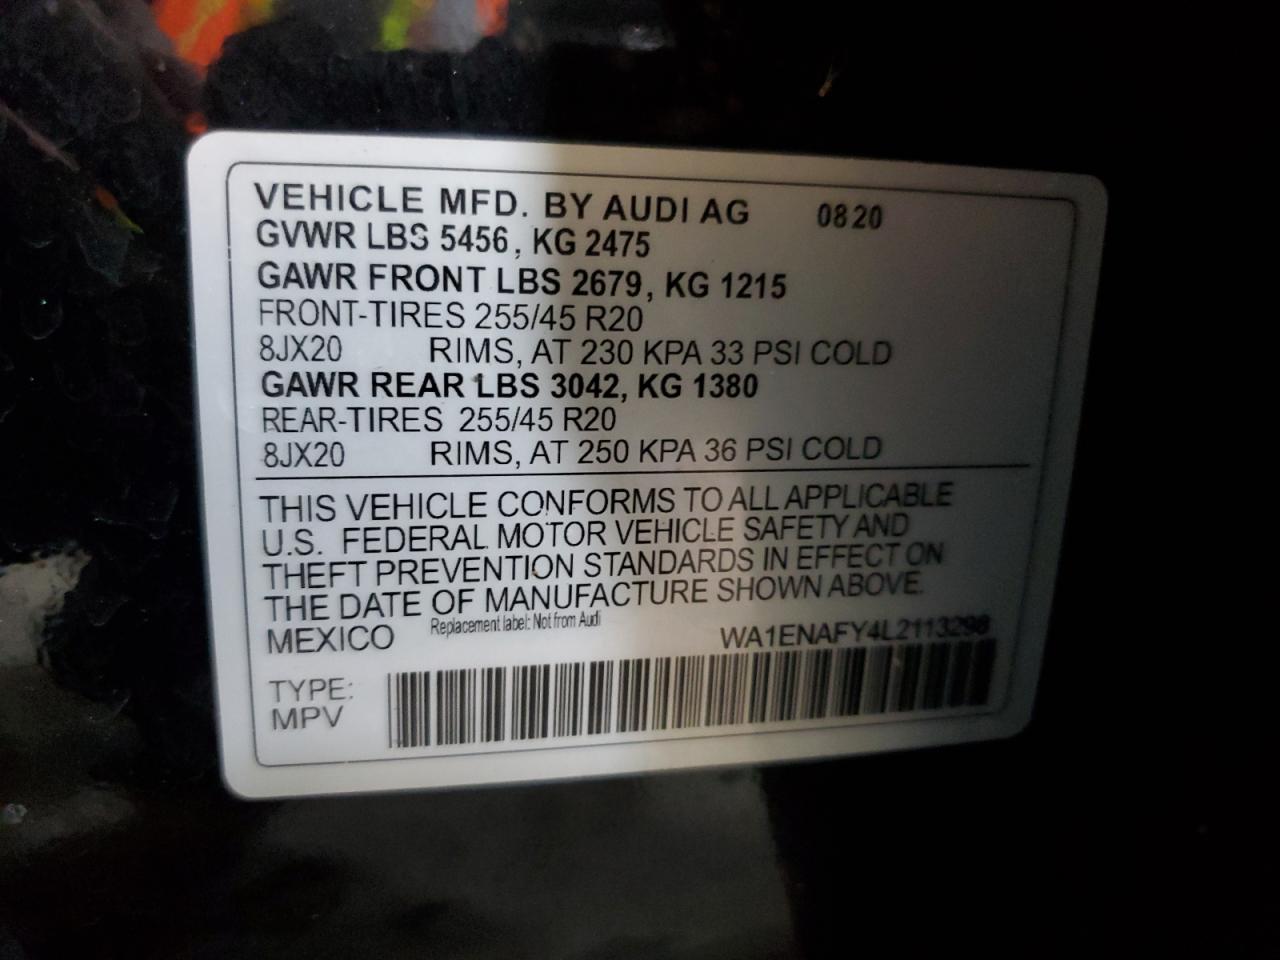 VEHICLE MFD. BY AUDI AG 08 20
GVWR LBS 5456, KG 2475
GAWR FRONT LBS 2679, KG 1215
FRONT-TIRES 255/45 R20
8JX20 RIMS, AT 230 KPA 33 PSI COLD
GAWR REAR LBS 3042, KG 1380
REAR-TIRES 255/45 R20
8JX20 RIMS, AT 250 KPA 36 PSI COLD
THIS VEHICLE CONFORMS TO ALL APPLICABLE
U.S. FEDERAL MOTOR VEHICLE SAFETY AND
THEFT PREVENTION STANDARDS IN EFFECT ON
THE DATE OF MANUFACTURE SHOWN ABOVE.
MEXICO Replacement label: Not from Audi WA1ENAFY4L2113298
TYPE:
MPV